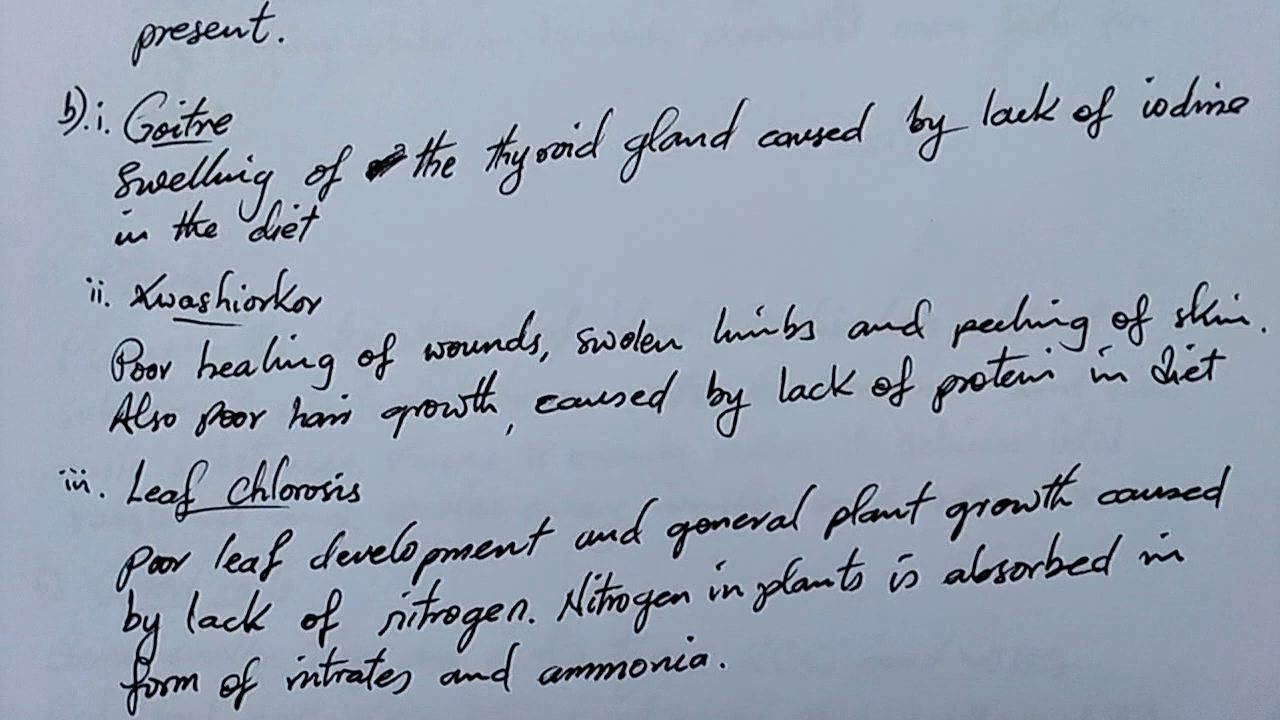 present.
b). i. Goitre
Swelling of the thyroid gland caused by lack of iodine
in the diet
ii. Kwashiorkor
Poor healing of wounds, swolen limbs and peeling of skin.
Also poor hair growth, caused by lack of protein in diet
iii. Leaf chlorosis
Poor leaf development and general plant growth caused
by lack of nitrogen. Nitrogen in plants is absorbed in
form of nitrates and ammonia.